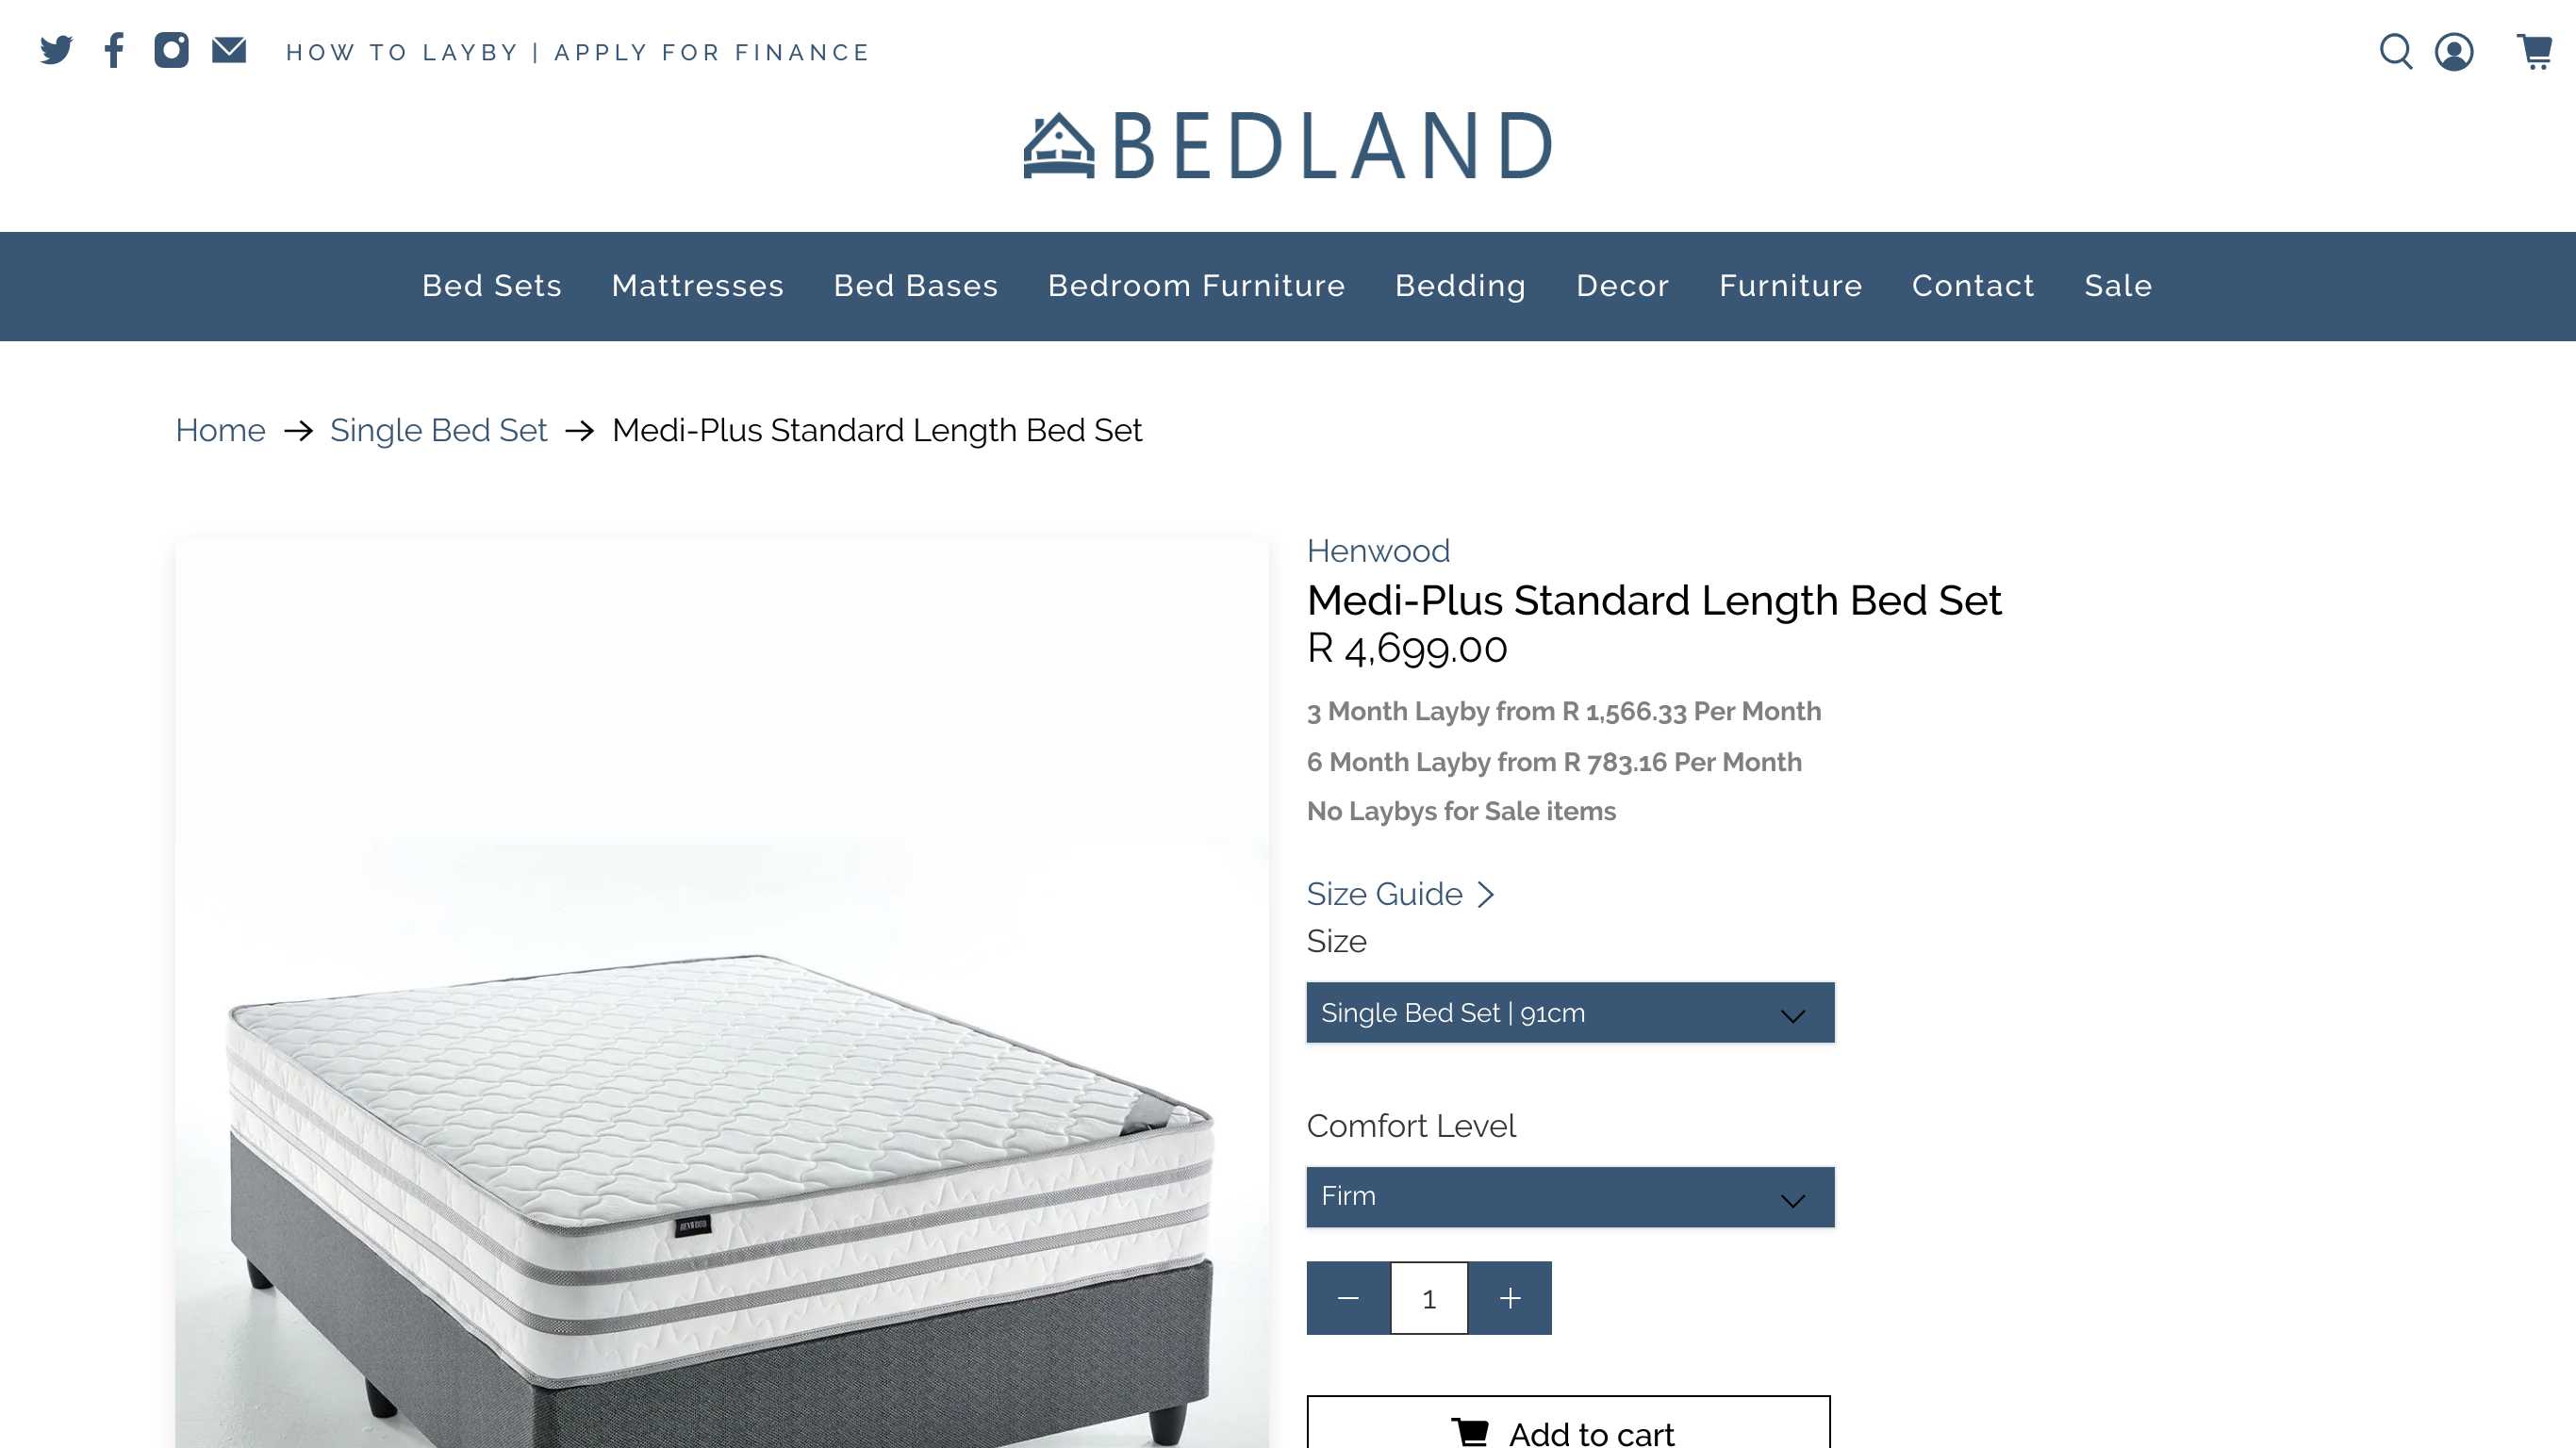 HOW TO LAYBY | APPLY FOR FINANCE
BEDLAND
Bed Sets Mattresses Bed Bases Bedroom Furniture Bedding Decor Furniture Contact Sale
Home → Single Bed Set → Medi-Plus Standard Length Bed Set
Henwood
Medi-Plus Standard Length Bed Set
R 4,699.00
3 Month Layby from R 1,566.33 Per Month
6 Month Layby from R 783.16 Per Month
No Laybys for Sale items
Size Guide
Size
Single Bed Set | 91cm
Comfort Level
Firm
1
Add to cart
HENWOOD